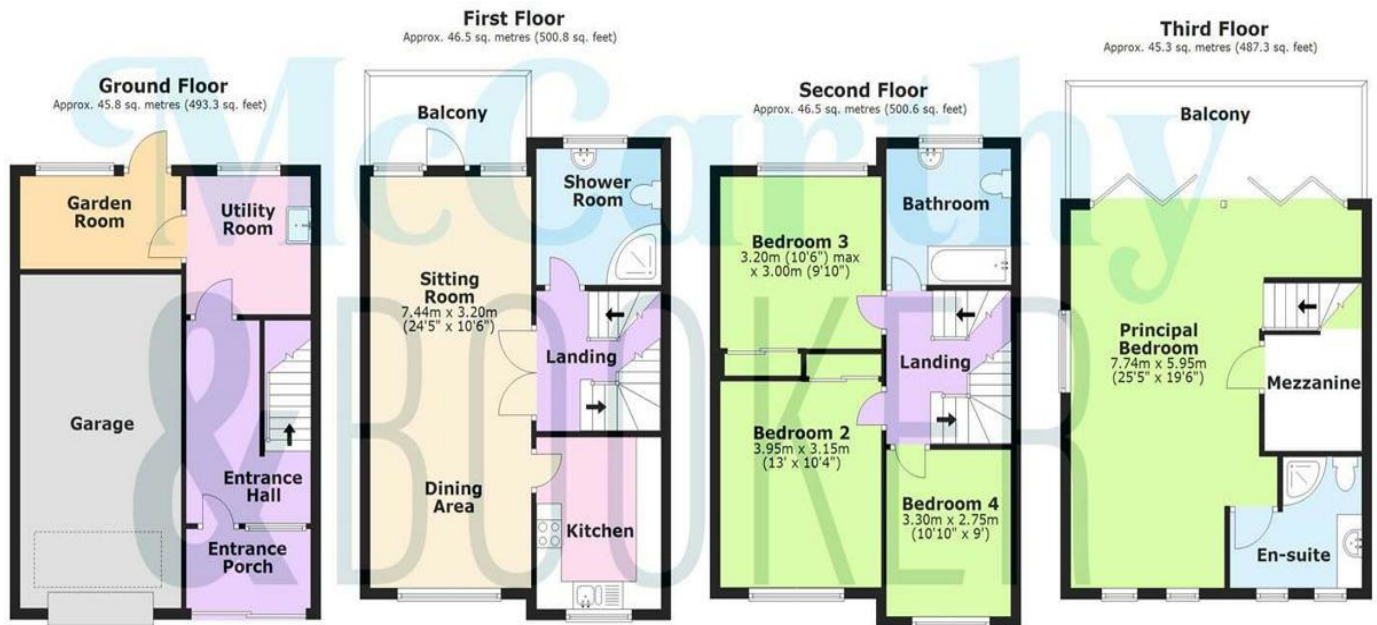 Ground Floor
Approx. 45.8 sq. metres (493.3 sq. feet)
Garden
Room
Utility
Room
Garage
Entrance
Hall
Entrance
Porch
First Floor
Approx. 46.5 sq. metres (500.8 sq. feet)
Balcony
Shower
Room
Sitting
Room
7.44m x 3.20m
(24'5" x 10'6")
Landing
Dining
Area
Kitchen
Second Floor
Approx. 46.5 sq. metres (500.6 sq. feet)
Bathroom
Bedroom 3
3.20m (10'6") max
x 3.00m (9'10")
Landing
Bedroom 2
3.95m x 3.15m
(13' x 10'4")
Bedroom 4
3.30m x 2.75m
(10'10" x 9')
Third Floor
Approx. 45.3 sq. metres (487.3 sq. feet)
Balcony
Principal
Bedroom
7.74m x 5.95m
(25'5" x 19'6")
Mezzanine
En-suite
McCarthy
&BOOKER